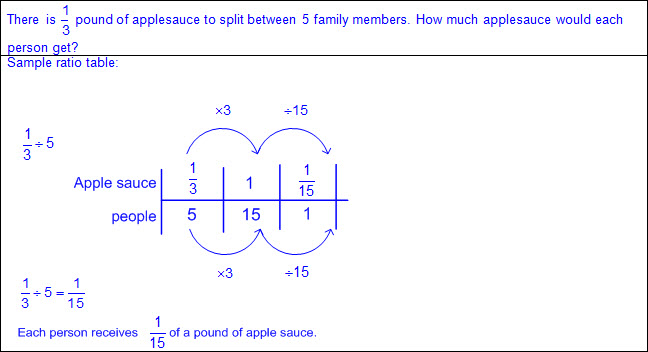 There is 1/3 pound of applesauce to split between 5 family members. How much applesauce would each
person get?
Sample ratio table:
×3 ÷15
1/3 ÷ 5
Apple sauce 1/3 1 1/15
people 5 15 1
×3 ÷15
1/3 ÷ 5 = 1/15
Each person receives 1/15 of a pound of apple sauce.